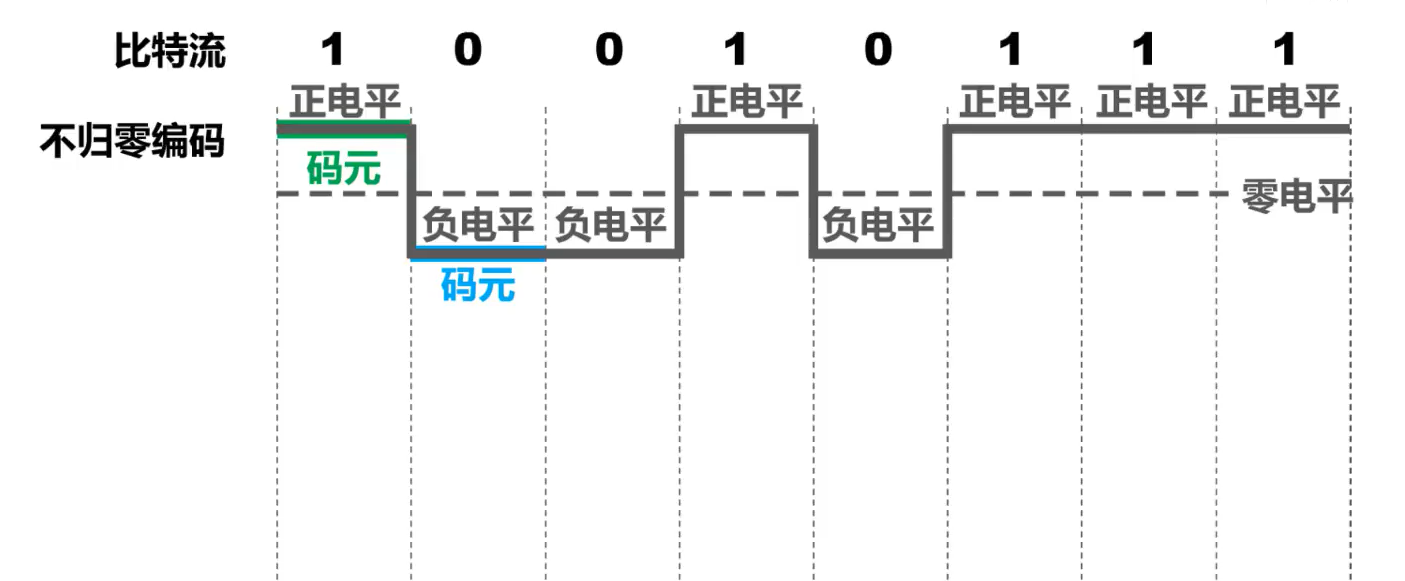 比特流 1 0 0 1 0 1 1 1
正电平 正电平 正电平 正电平 正电平
不归零编码
码元
零电平
负电平 负电平 负电平
码元